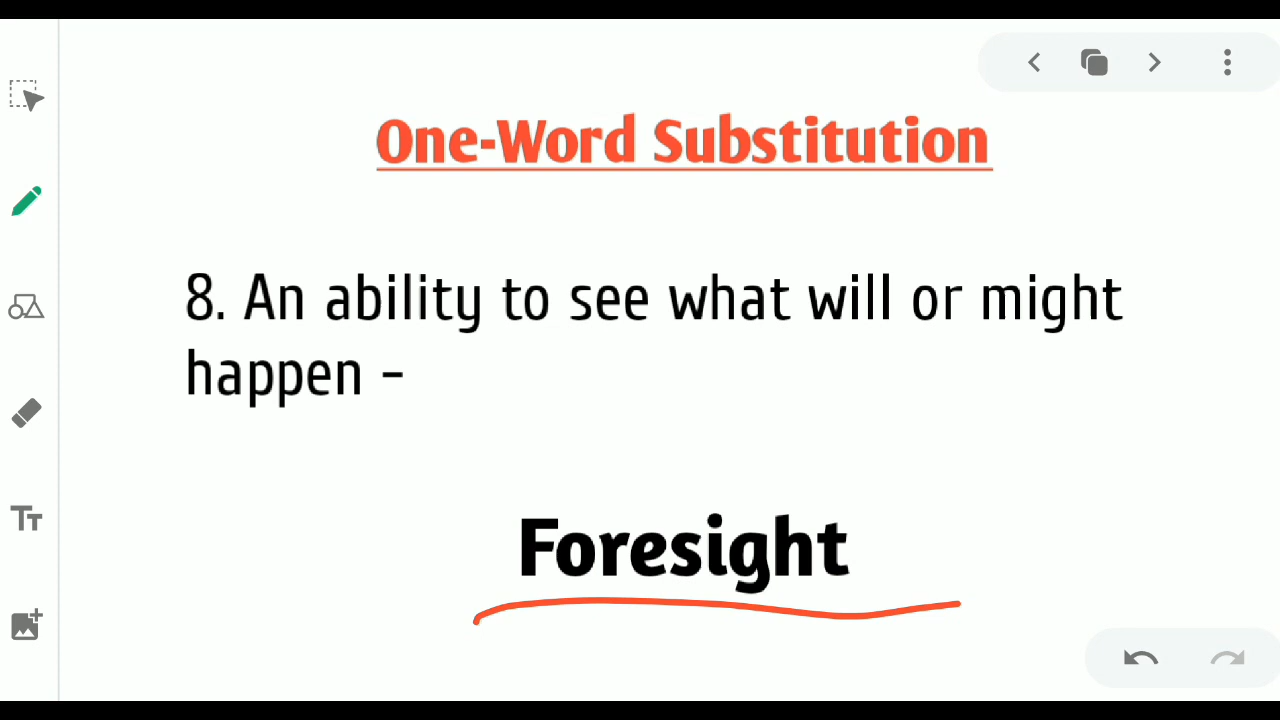 One-Word Substitution
8. An ability to see what will or might
happen -
Foresight